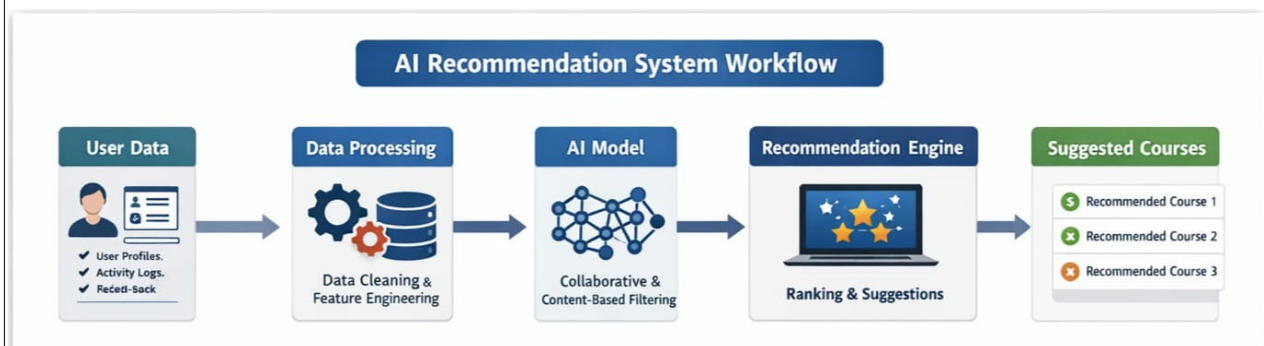 AI Recommendation System Workflow
User Data
User Profiles.
Activity Logs.
Data Processing
Data Cleaning &
Feature Engineering
AI Model
Collaborative &
Content-Based Filtering
Recommendation Engine
Ranking & Suggestions
Suggested Courses
Recommended Course 1
Recommended Course 2
Recommended Course 3